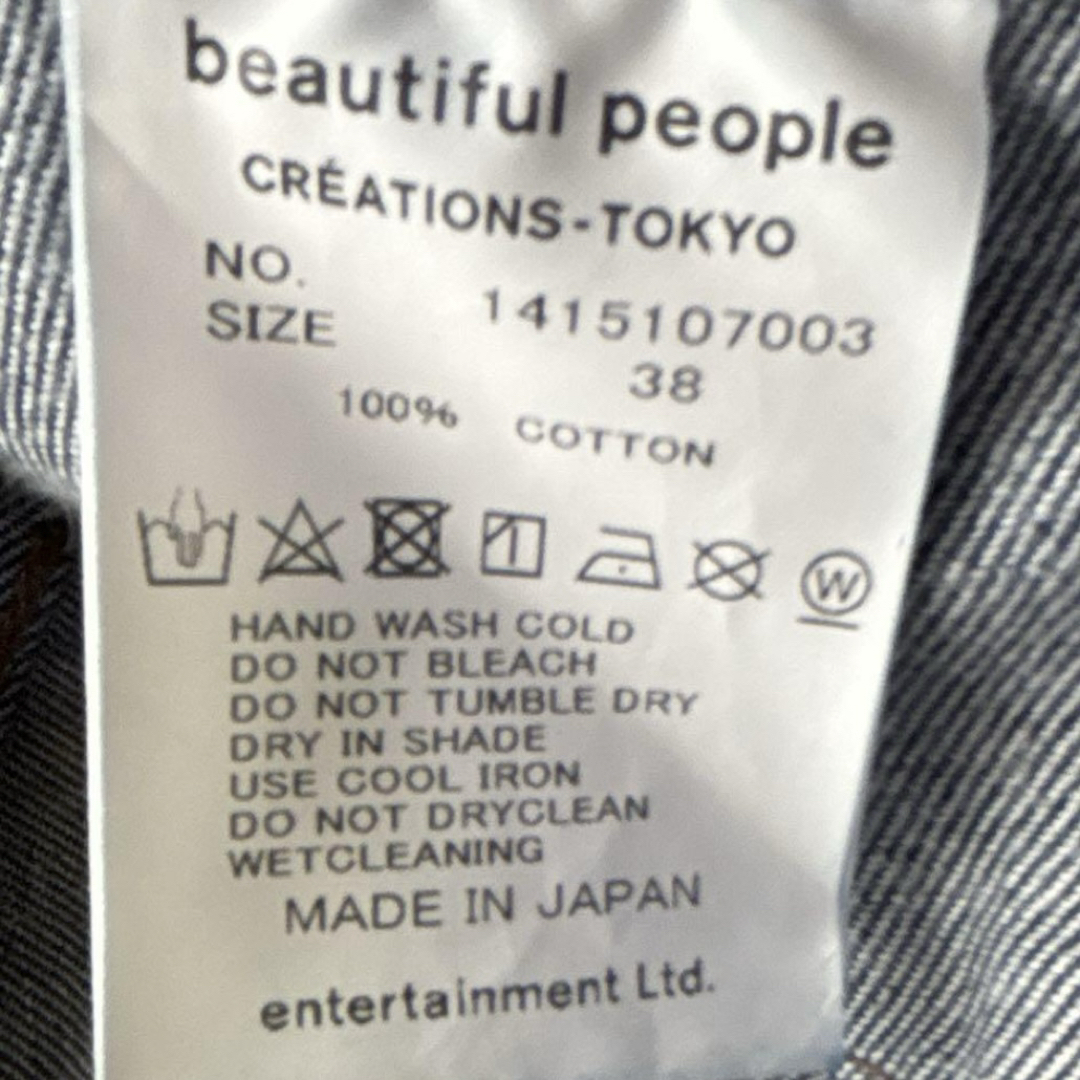 beautiful people
CRÉATIONS-TOKYO
NO. 1415107003
SIZE 38
100% COTTON
W
HAND WASH COLD
DO NOT BLEACH
DO NOT TUMBLE DRY
DRY IN SHADE
USE COOL IRON
DO NOT DRYCLEAN
WETCLEANING
MADE IN JAPAN
entertainment Ltd.